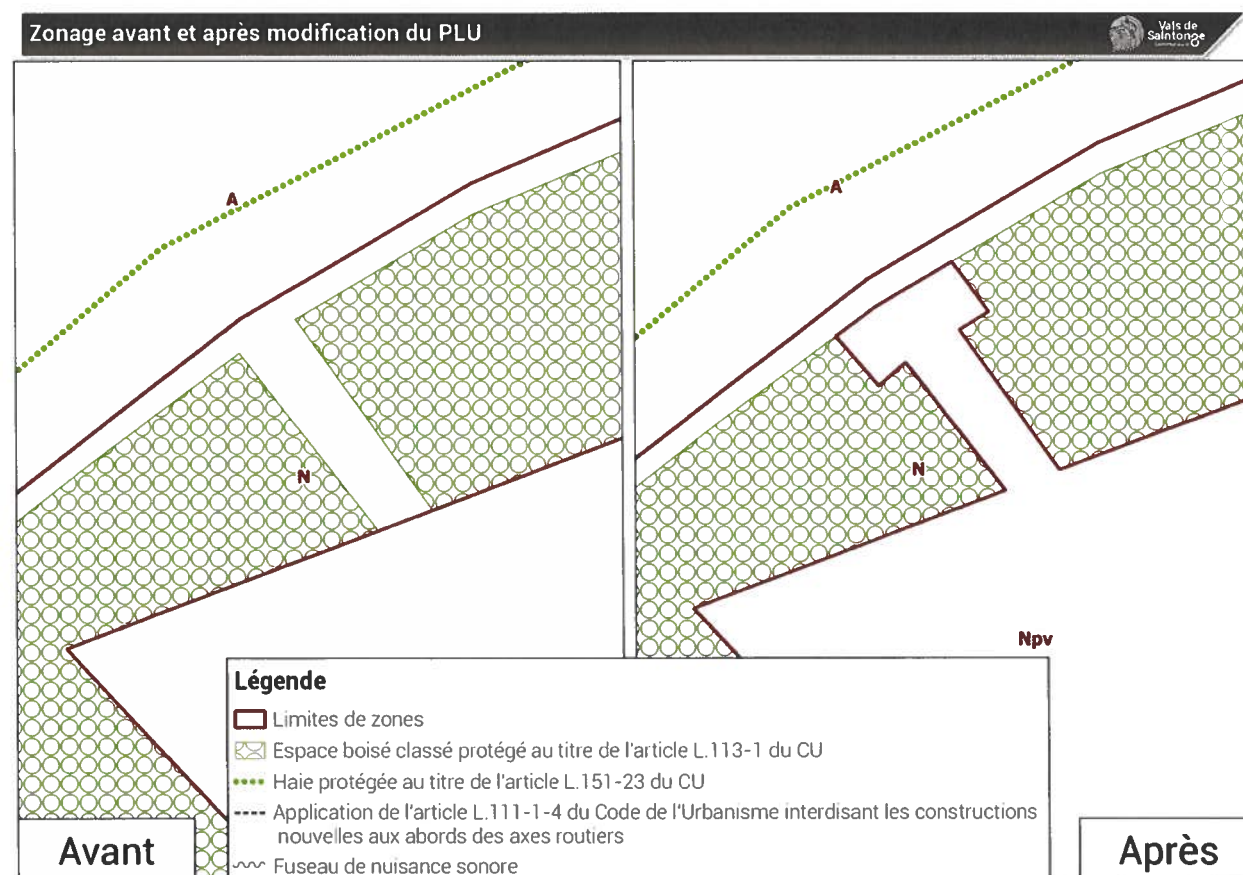 Zonage avant et après modification du PLU
Vals de
Saintonge
A
N
A
N
Npv
Légende
Limites de zones
Espace boisé classé protégé au titre de l'article L.113-1 du CU
Haie protégée au titre de l'article L.151-23 du CU
Application de l'article L.111-1-4 du Code de l'Urbanisme interdisant les constructions
nouvelles aux abords des axes routiers
Fuseau de nuisance sonore
Avant
Après